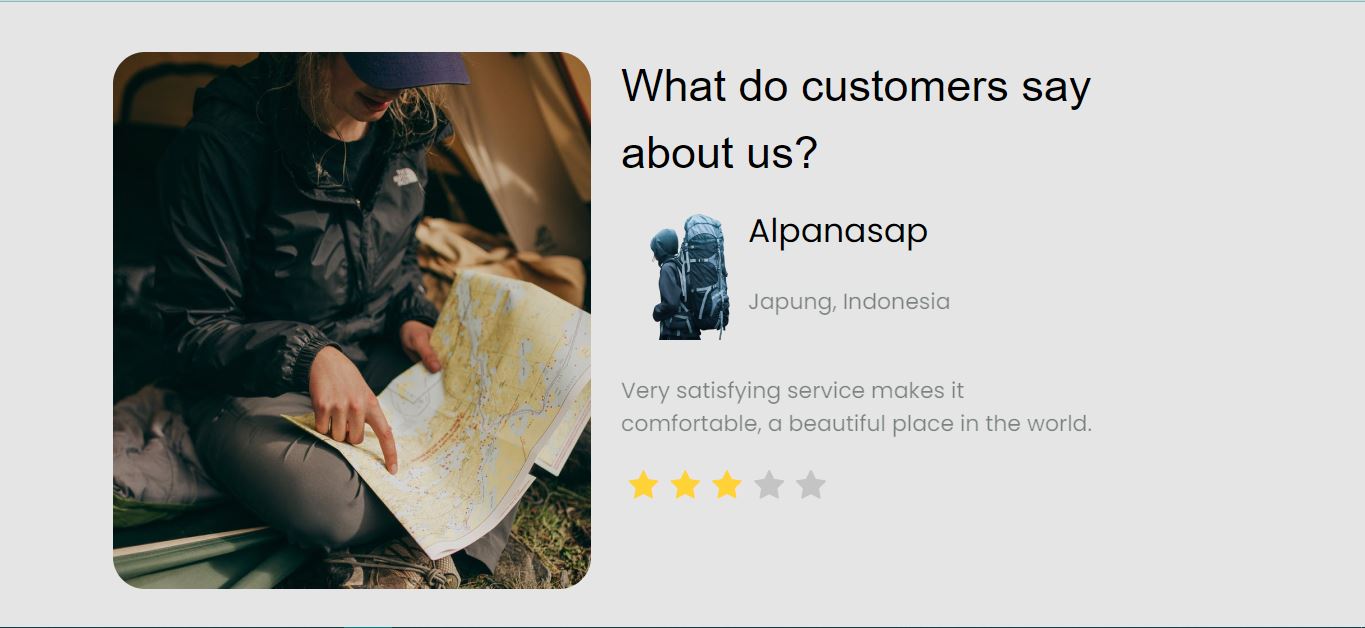 What do customers say
about us?
Alpanasap
Japung, Indonesia
Very satisfying service makes it
comfortable, a beautiful place in the world.